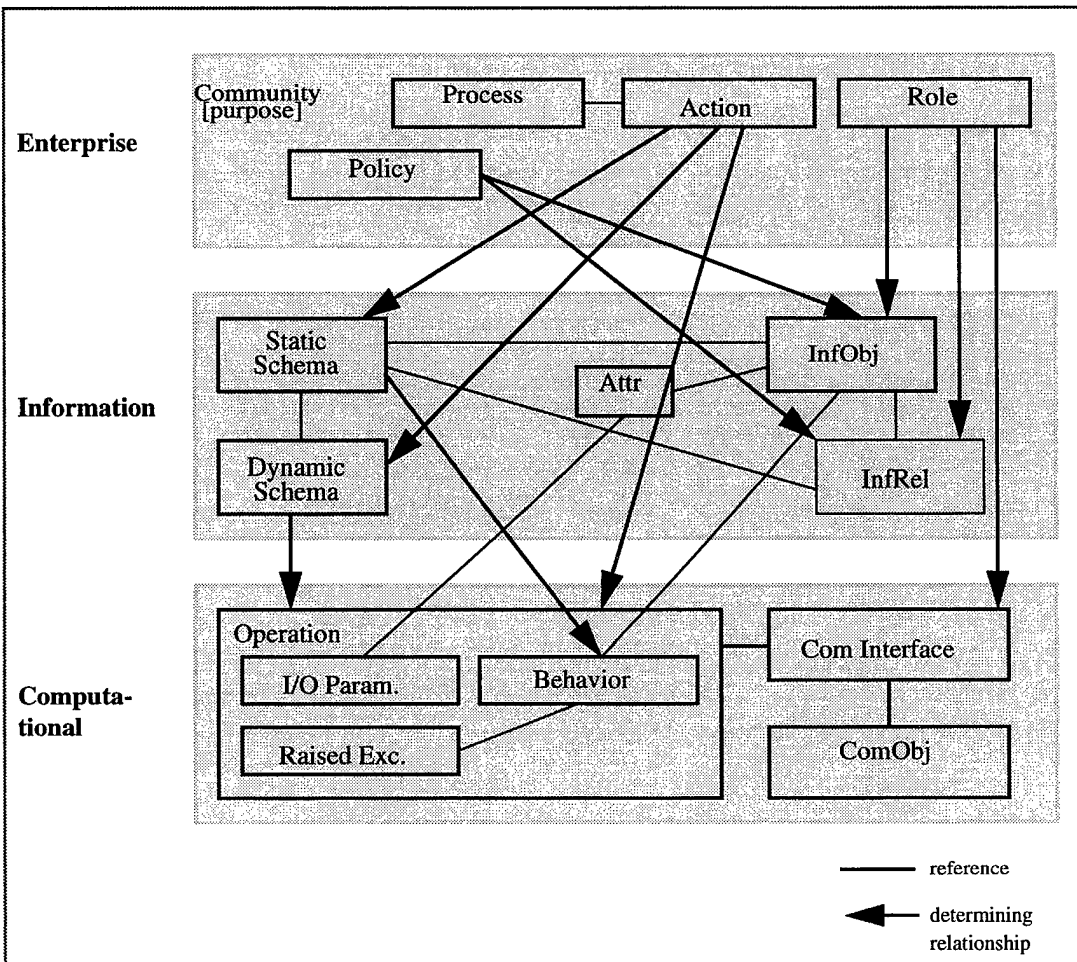 Community
[purpose]
Process
Action
Role
Enterprise
Policy
Static
Schema
InfObj
Attr
Information
Dynamic
Schema
InfRel
Operation
Com Interface
I/O Param.
Behavior
Computa-
tional
Raised Exc.
ComObj
reference
determining
relationship